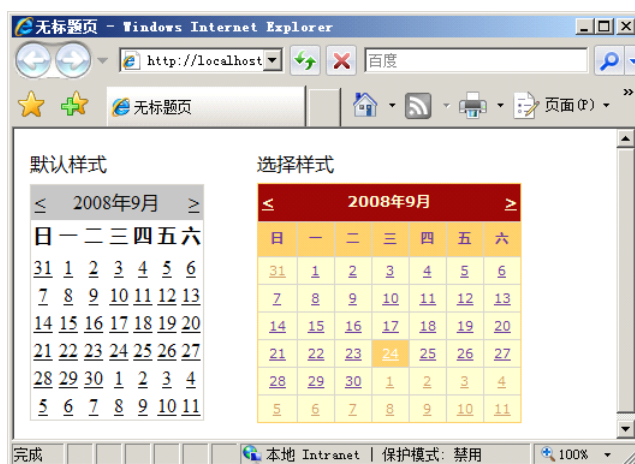 无标题页 - Windows Internet Explorer
http://localhost
百度
无标题页
页面(P)
»
默认样式
选择样式
< 2008年9月 >
日 一 二 三 四 五 六
31 1 2 3 4 5 6
7 8 9 10 11 12 13
14 15 16 17 18 19 20
21 22 23 24 25 26 27
28 29 30 1 2 3 4
5 6 7 8 9 10 11
< 2008年9月 >
日 一 二 三 四 五 六
31 1 2 3 4 5 6
7 8 9 10 11 12 13
14 15 16 17 18 19 20
21 22 23 24 25 26 27
28 29 30 1 2 3 4
5 6 7 8 9 10 11
完成
本地 Intranet | 保护模式: 禁用
100%